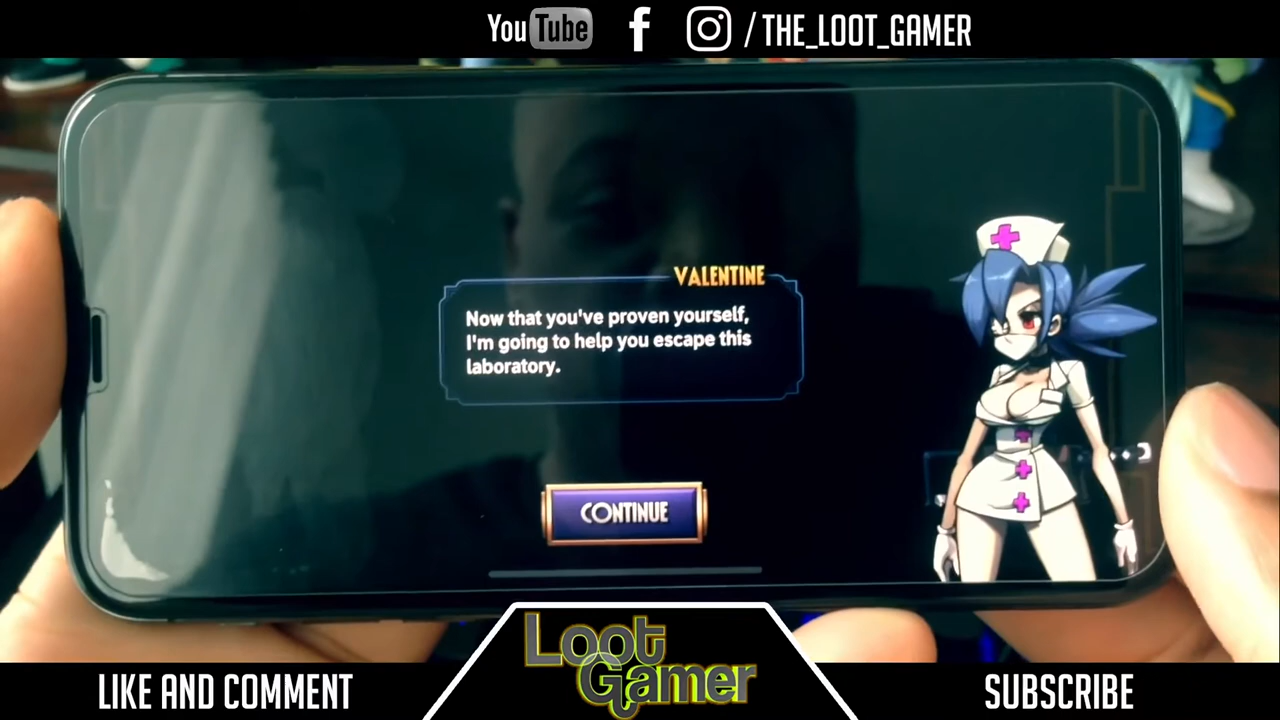 YouTube f / THE_LOOT_GAMER
VALENTINE
Now that you've proven yourself,
I'm going to help you escape this
laboratory.
CONTINUE
Loot
Gamer
LIKE AND COMMENT
SUBSCRIBE